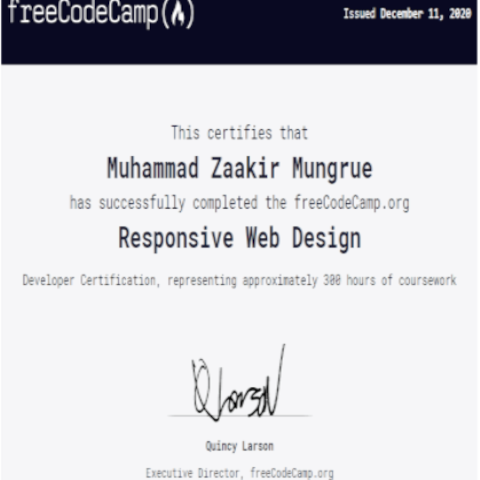 freeCodeCamp(🔥)
Issued December 11, 2020
This certifies that
Muhammad Zaakir Mungrue
has successfully completed the freeCodeCamp.org
Responsive Web Design
Developer Certification, representing approximately 300 hours of coursework
QLarson
Quincy Larson
Executive Director, freeCodeCamp.org